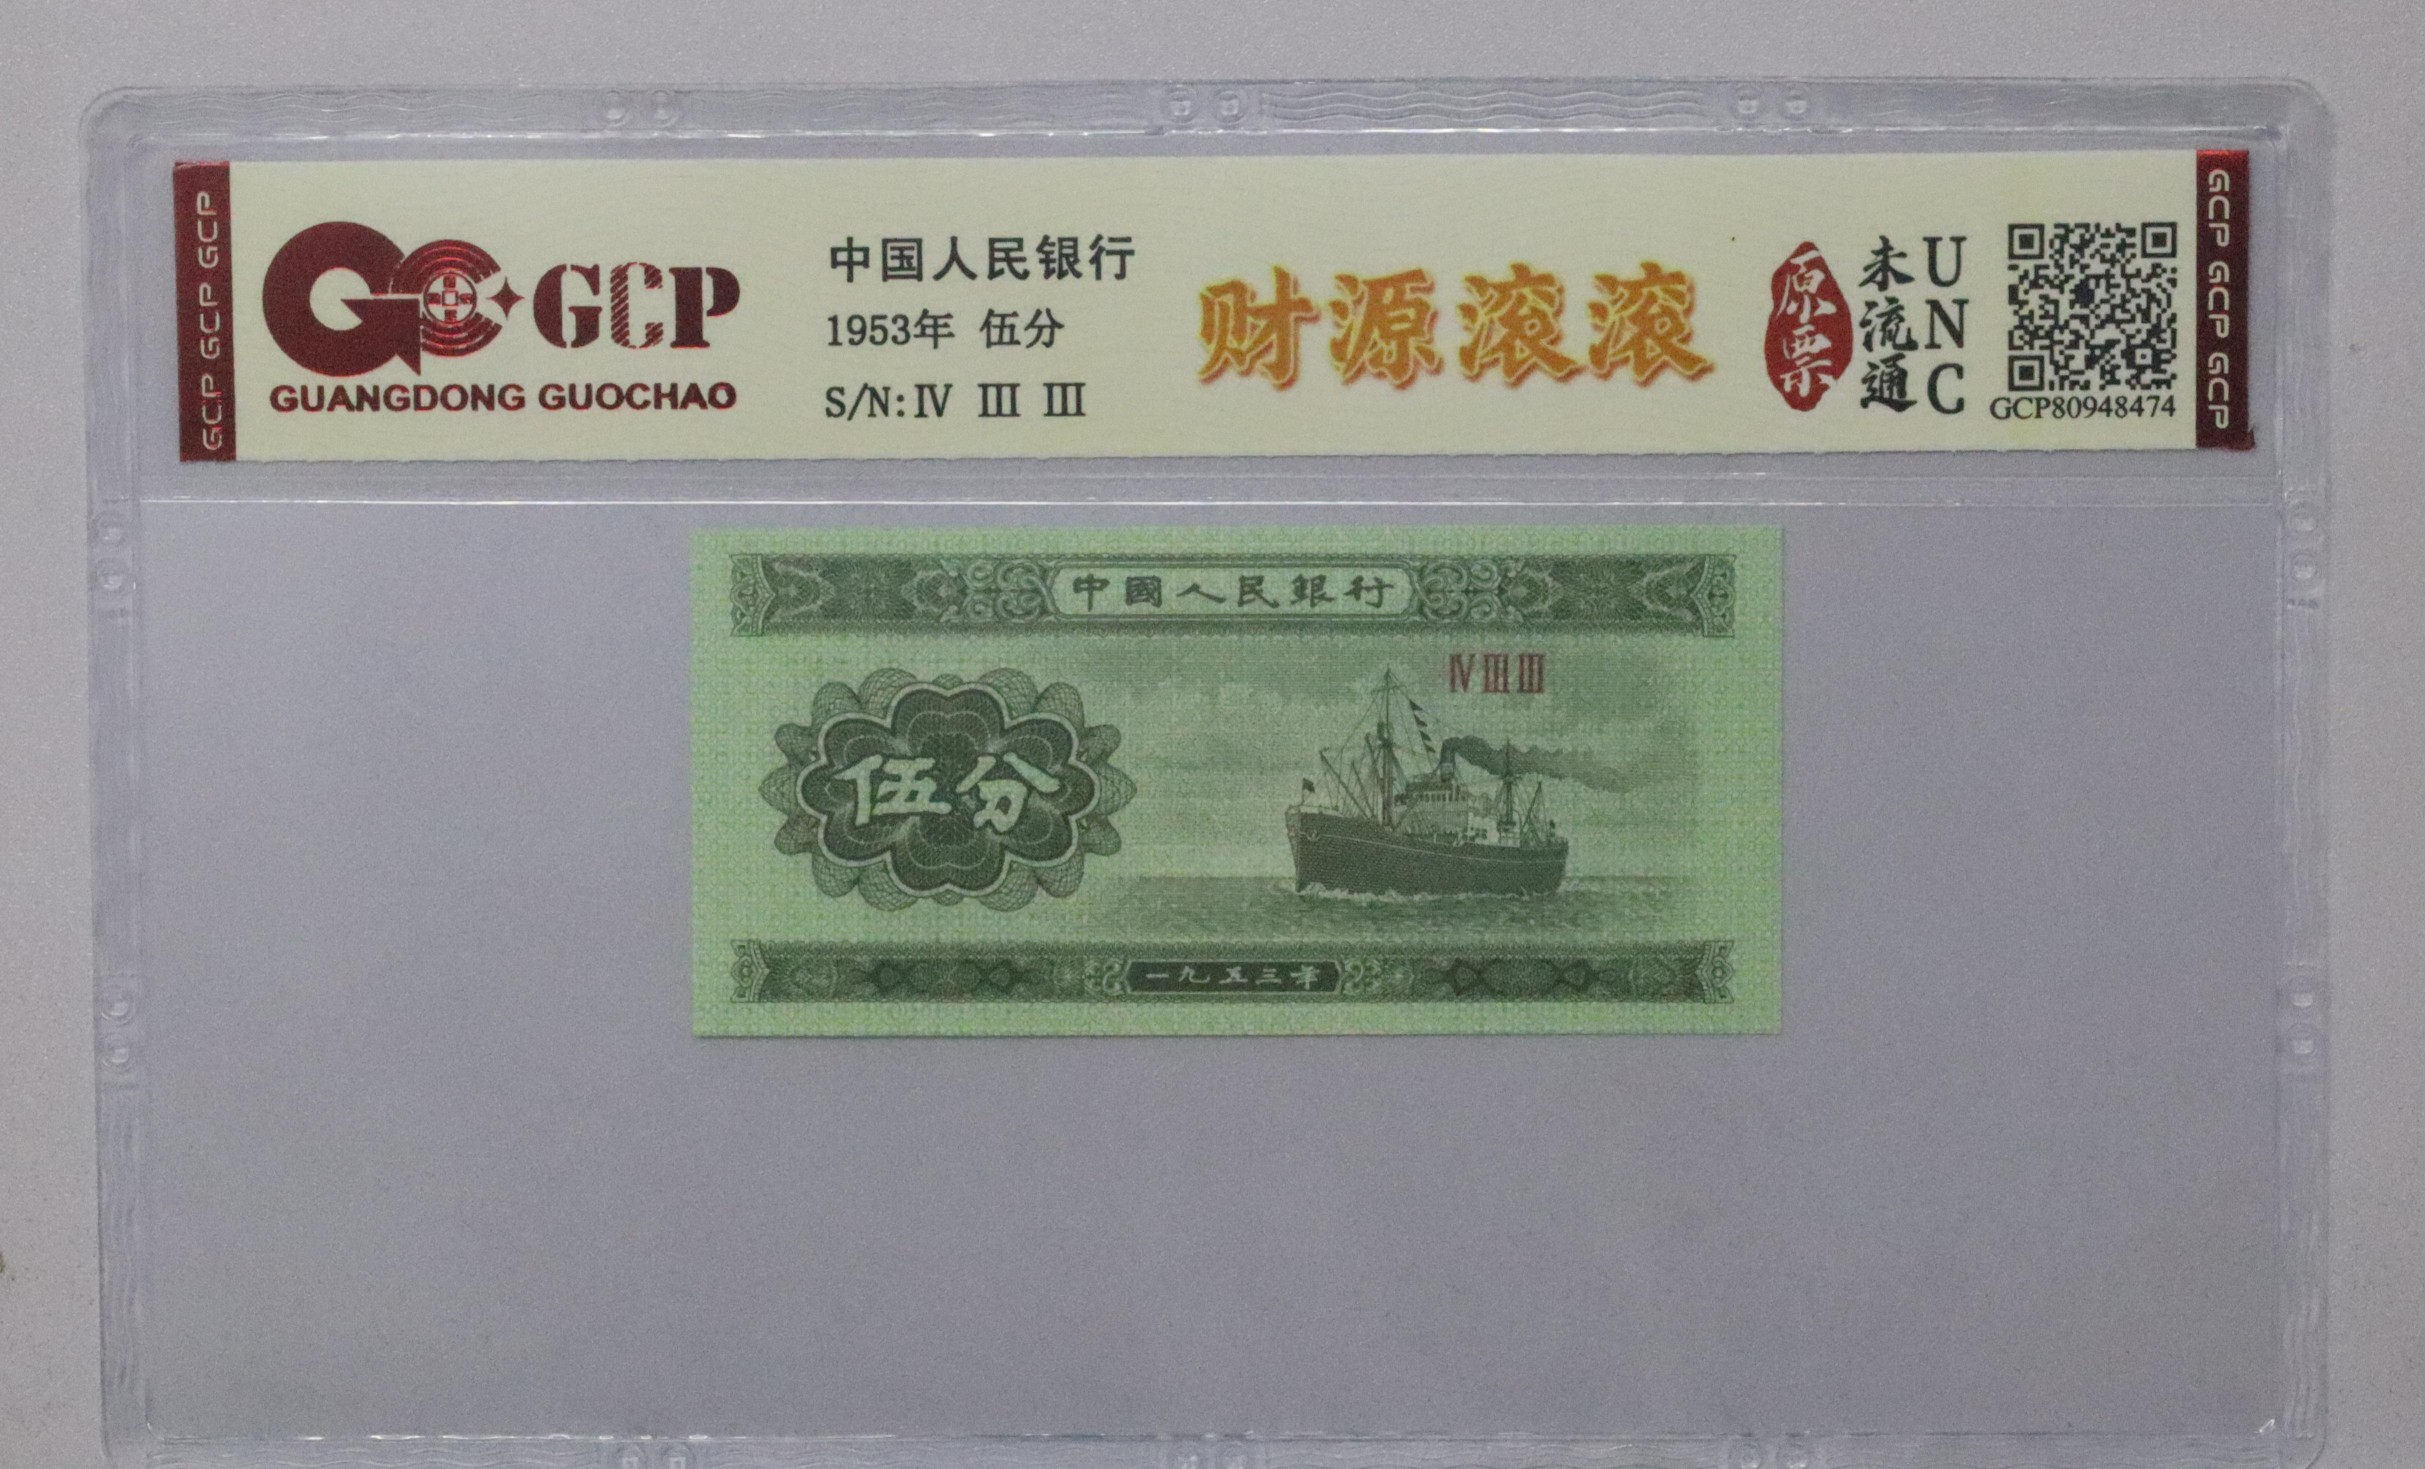 GCP GCP GCP
GCP
GUANGDONG GUOCHAO
中国人民银行
1953年 伍分
S/N: Ⅳ Ⅲ Ⅲ
财源滚滚
原票
未流通
UNC
GCP80948474
GCP GCP GCP
中國人民銀行
ⅣⅢⅢ
伍分
一九五三年